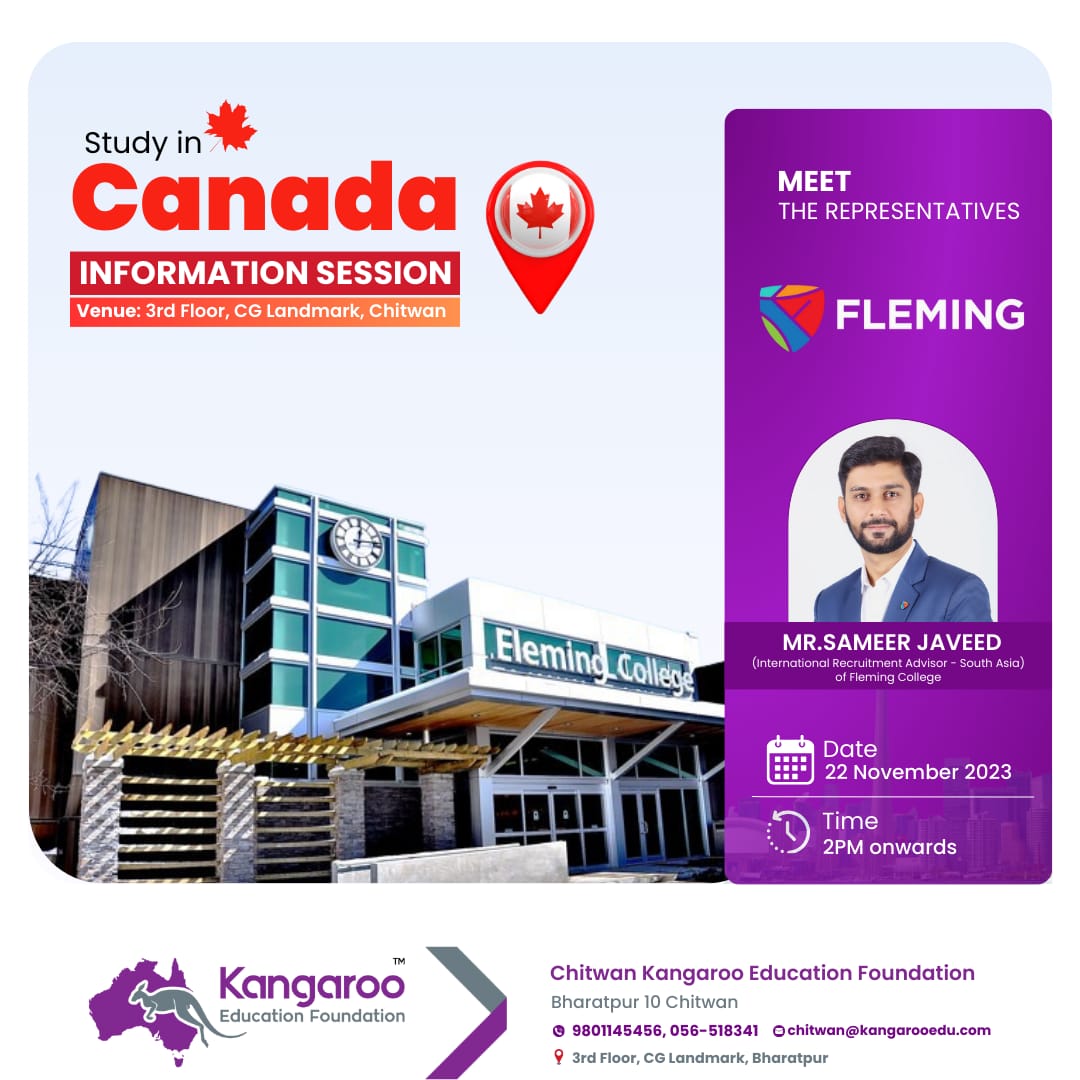 Study in
Canada
INFORMATION SESSION
Venue: 3rd Floor, CG Landmark, Chitwan
MEET
THE REPRESENTATIVES
FLEMING
Fleming College
MR.SAMEER JAVEED
(International Recruitment Advisor - South Asia)
of Fleming College
Date
22 November 2023
Time
2PM onwards
Kangaroo TM
Education Foundation
Chitwan Kangaroo Education Foundation
Bharatpur 10 Chitwan
9801145456, 056-518341 chitwan@kangarooedu.com
3rd Floor, CG Landmark, Bharatpur